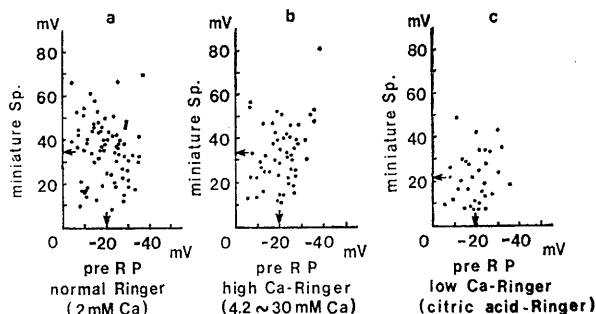 a
mV
miniature Sp.
80
60
40
20
0
-20
-40
mV
pre R P
normal Ringer
(2mM Ca)
b
mV
miniature Sp.
80
60
40
20
0
-20
-40
mV
pre R P
high Ca-Ringer
(4.2 ~ 30 mM Ca)
c
mV
miniature Sp.
80
60
40
20
0
-20
-40
mV
pre R P
low Ca-Ringer
(citric acid-Ringer)